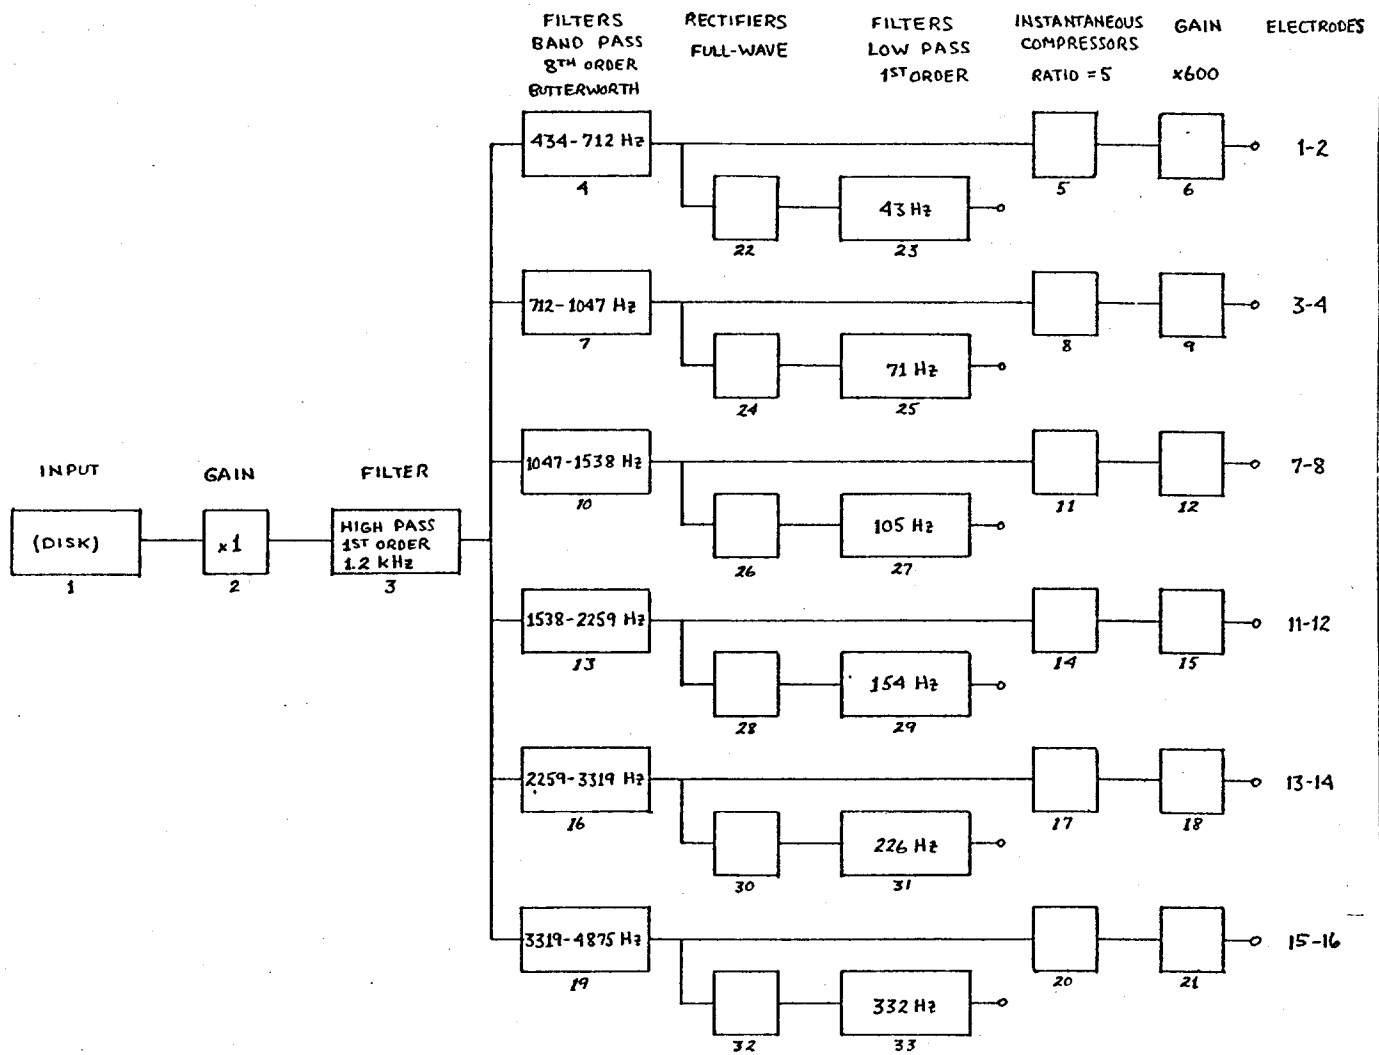 FILTERS
BAND PASS
8TH ORDER
BUTTERWORTH
RECTIFIERS
FULL-WAVE
FILTERS
LOW PASS
1ST ORDER
INSTANTANEOUS
COMPRESSORS
RATIO = 5
GAIN
x600
ELECTRODES
434-712 Hz
4
5
6
1-2
22
43 Hz
23
712-1047 Hz
7
8
9
3-4
24
71 Hz
25
1047-1538 Hz
10
11
12
7-8
26
105 Hz
27
INPUT
(DISK)
1
GAIN
x1
2
FILTER
HIGH PASS
1ST ORDER
1.2 kHz
3
1538-2259 Hz
13
14
15
11-12
28
154 Hz
29
2259-3319 Hz
16
17
18
13-14
30
226 Hz
31
3319-4875 Hz
19
20
21
15-16
32
332 Hz
33